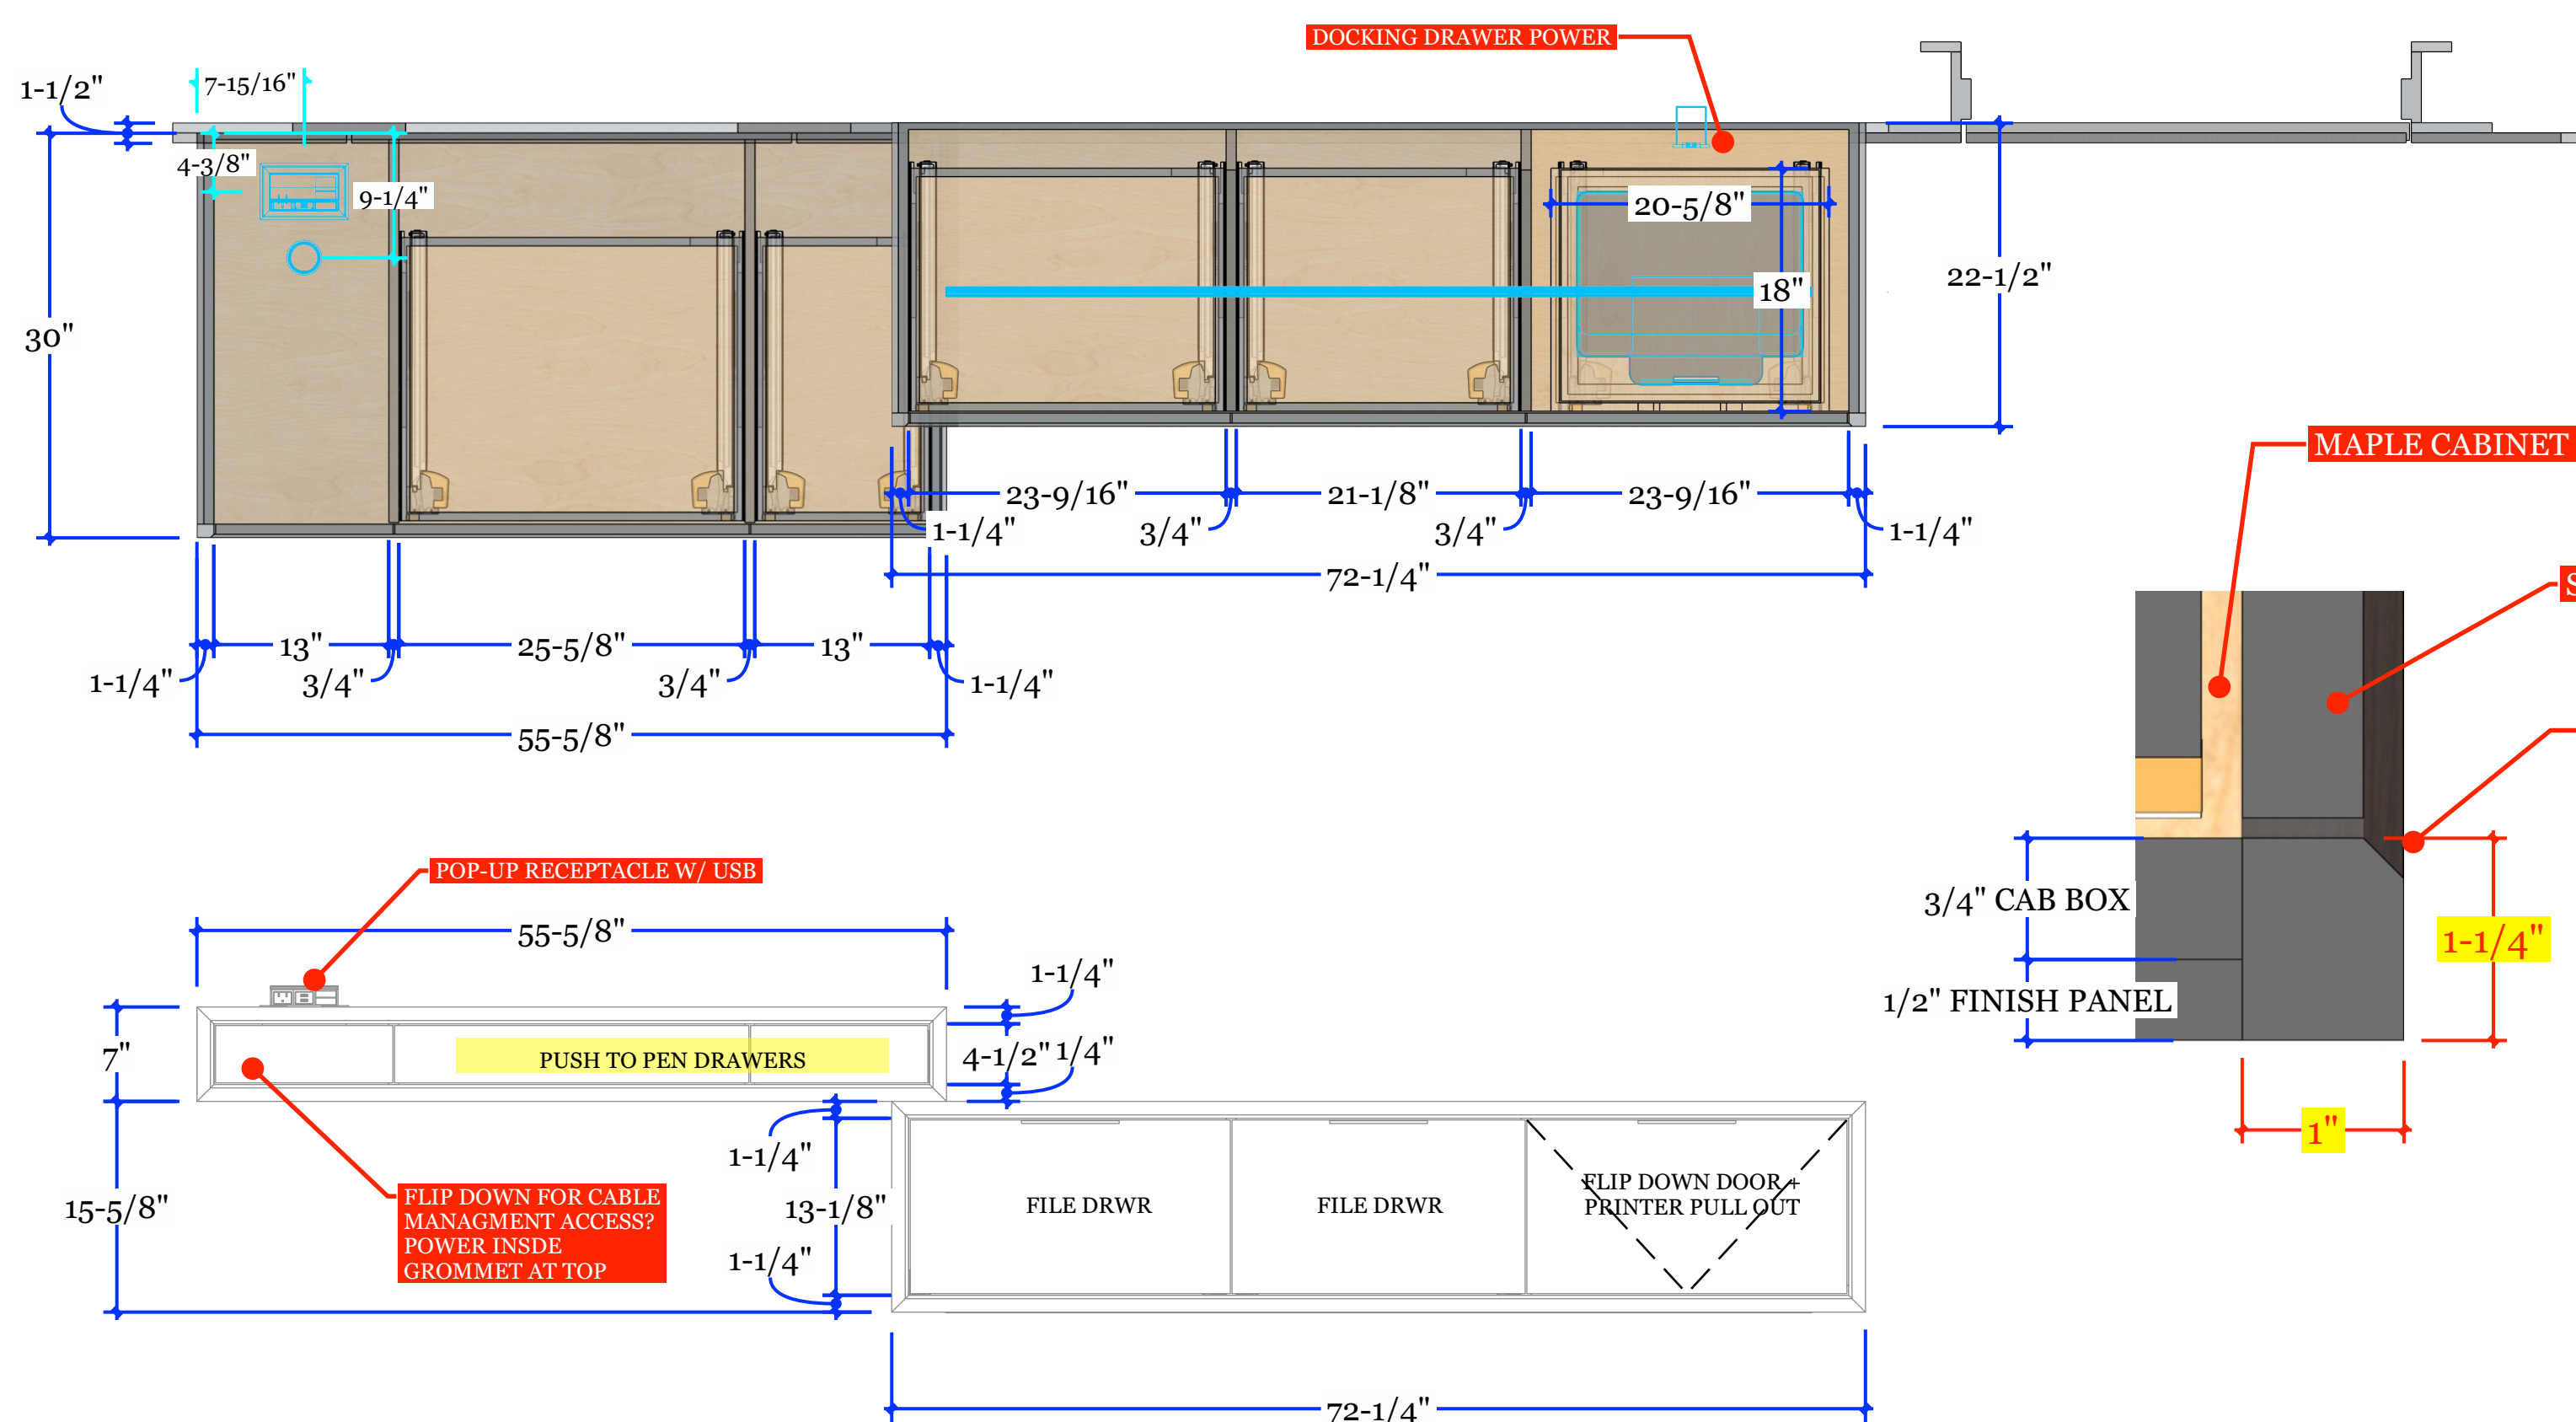 DOCKING DRAWER POWER
7-15/16"
1-1/2"
4-3/8"
9-1/4"
20-5/8"
22-1/2"
18"
30"
MAPLE CABINET
23-9/16"
21-1/8"
23-9/16"
1-1/4"
3/4"
3/4"
1-1/4"
72-1/4"
S
13"
25-5/8"
13"
1-1/4"
3/4"
3/4"
1-1/4"
55-5/8"
POP-UP RECEPTACLE W/ USB
55-5/8"
3/4" CAB BOX
1-1/4"
1-1/4"
1/2" FINISH PANEL
7"
PUSH TO PEN DRAWERS
4-1/2"
1/4"
1"
1-1/4"
15-5/8"
FLIP DOWN FOR CABLE
MANAGMENT ACCESS?
POWER INSDE
GROMMET AT TOP
13-1/8"
FILE DRWR
FILE DRWR
FLIP DOWN DOOR +
PRINTER PULL OUT
1-1/4"
72-1/4"